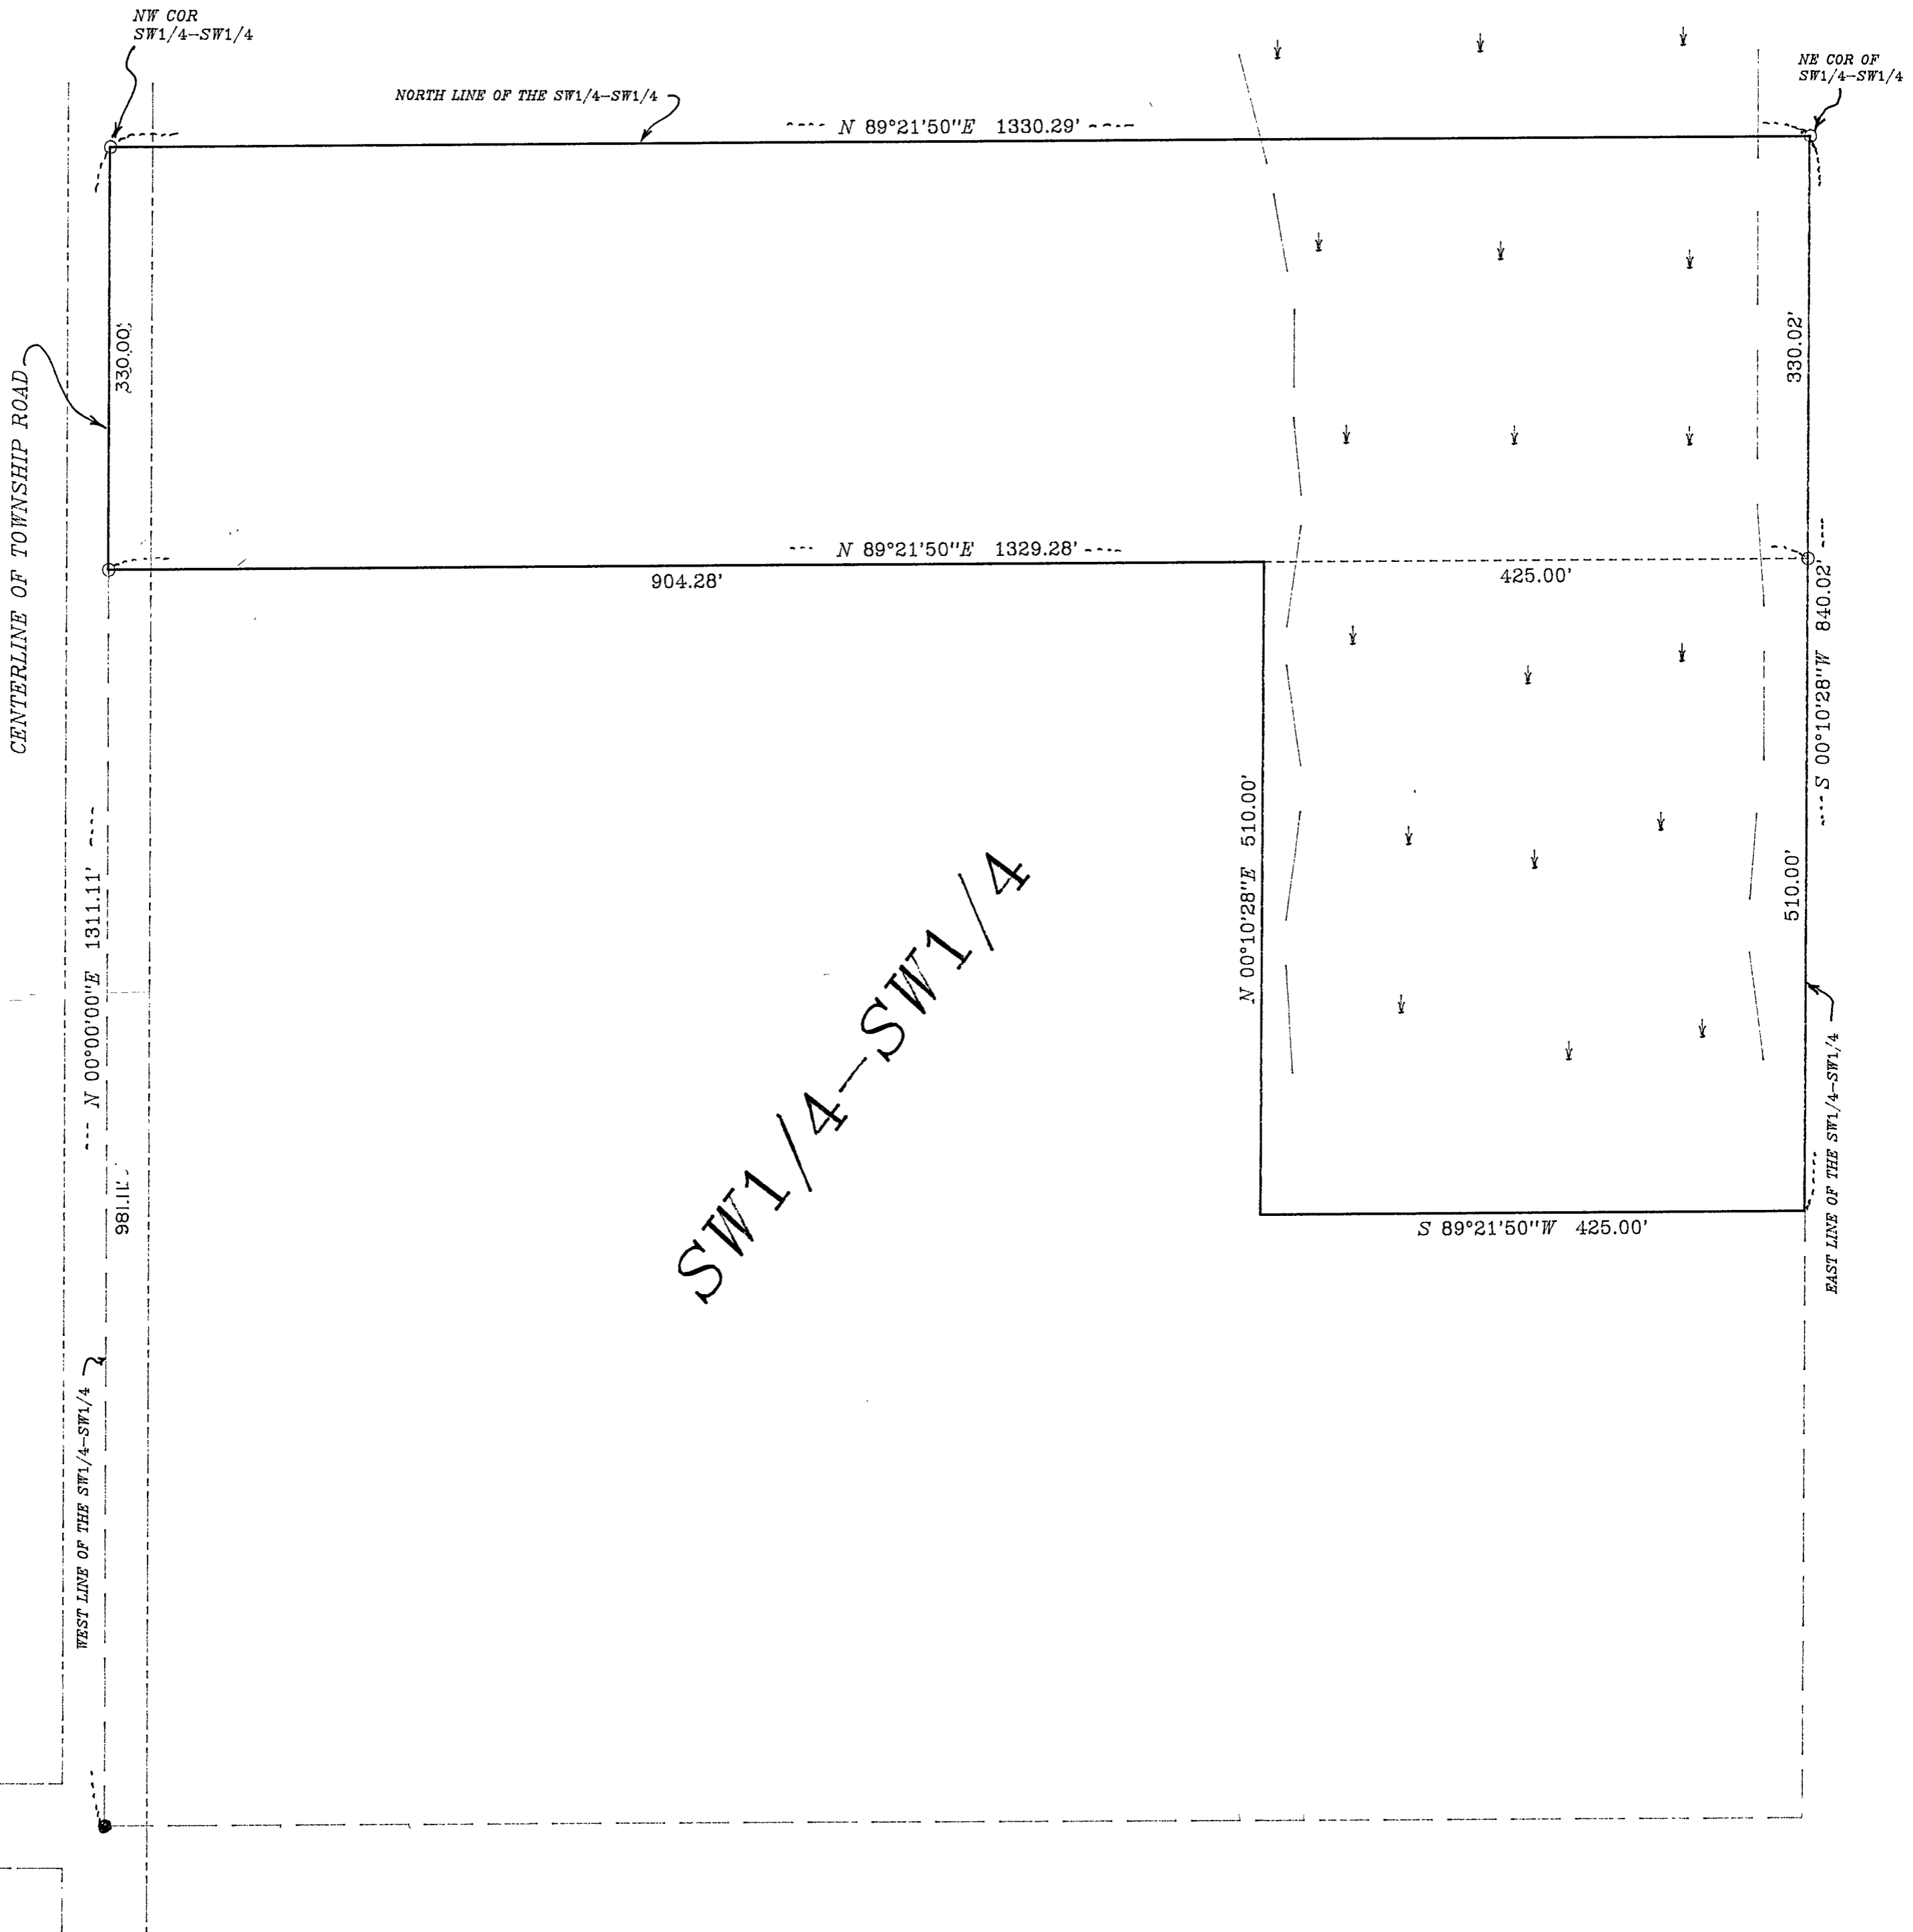 NW COR
SW1/4-SW1/4
NE COR OF
SW1/4-SW1/4
NORTH LINE OF THE SW1/4-SW1/4
N 89°21'50"E 1330.29'
CENTERLINE OF TOWNSHIP ROAD
330.00'
330.02'
N 89°21'50"E 1329.28'
904.28'
425.00'
S 00°10'28"W 840.02'
N 00°00'00"E 1311.11'
981.11'
N 00°10'28"E 510.00'
510.00'
SW1/4-SW1/4
S 89°21'50"W 425.00'
EAST LINE OF THE SW1/4-SW1/4
WEST LINE OF THE SW1/4-SW1/4